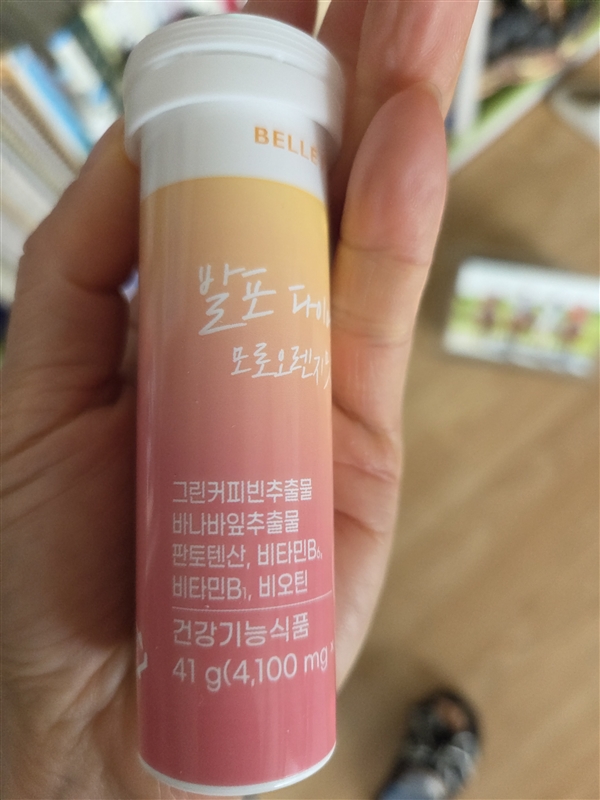 BELLE
발포 다이
모로오렌지맛
그린커피빈추출물
바나바잎추출물
판토텐산, 비타민B₆,
비타민B₁, 비오틴
건강기능식품
41 g(4,100 mg